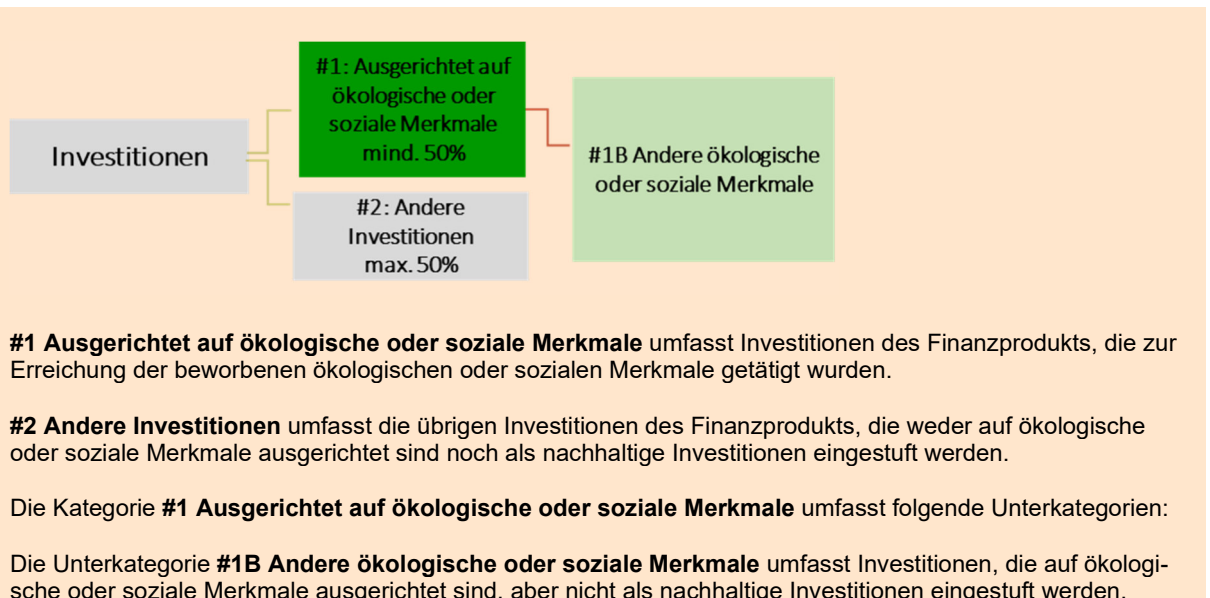 Investitionen
#1: Ausgerichtet auf
ökologische oder
soziale Merkmale
mind. 50%
#2: Andere
Investitionen
max. 50%
#1B Andere ökologische
oder soziale Merkmale
#1 Ausgerichtet auf ökologische oder soziale Merkmale umfasst Investitionen des Finanzprodukts, die zur
Erreichung der beworbenen ökologischen oder sozialen Merkmale getätigt wurden.
#2 Andere Investitionen umfasst die übrigen Investitionen des Finanzprodukts, die weder auf ökologische
oder soziale Merkmale ausgerichtet sind noch als nachhaltige Investitionen eingestuft werden.
Die Kategorie #1 Ausgerichtet auf ökologische oder soziale Merkmale umfasst folgende Unterkategorien:
Die Unterkategorie #1B Andere ökologische oder soziale Merkmale umfasst Investitionen, die auf ökologi-
sche oder soziale Merkmale ausgerichtet sind, aber nicht als nachhaltige Investitionen eingestuft werden.